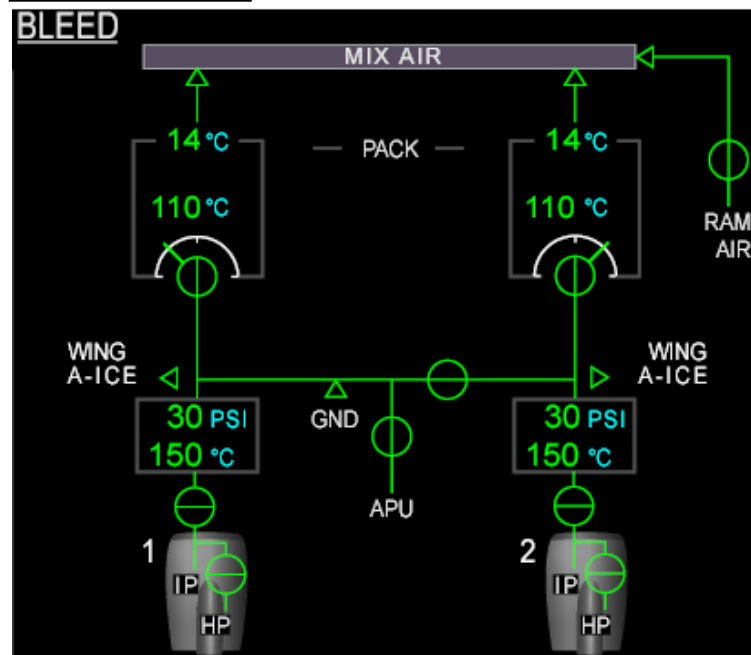 BLEED
MIX AIR
14 °C
PACK
14 °C
110 °C
110 °C
RAM
AIR
WING
A-ICE
WING
A-ICE
30 PSI
GND
30 PSI
150 °C
150 °C
APU
1
2
IP
IP
HP
HP